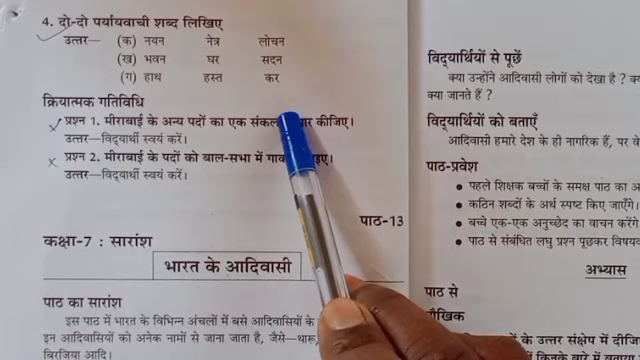 4. दो-दो पर्यायवाची शब्द लिखिए
उत्तर— (क) नयन नेत्र लोचन
(ख) भवन घर सदन
(ग) हाथ हस्त कर
क्रियात्मक गतिविधि
प्रश्न 1. मीराबाई के अन्य पदों का एक कीजिए।
उत्तर—विद्यार्थी स्वयं करें।
प्रश्न 2. मीराबाई के पदों को बाल-सभा में
उत्तर—विद्यार्थी स्वयं करें।
पाठ-13
कक्षा-7 : सारांश
भारत के आदिवासी
पाठ का सारांश
इस पाठ में भारत के विभिन्न अंचलों में बसे आदिवासियों के
इन आदिवासियों को अनेक नामों से जाना जाता है, जैसे—थारू,
बिरजिया आदि।
विद्यार्थियों से पूछें
क्या उन्होंने आदिवासी लोगों को देखा है ?
क्या जानते हैं ?
विद्यार्थियों को बताएँ
आदिवासी हमारे देश के ही नागरिक हैं, पर
पाठ-प्रवेश
• पहले शिक्षक बच्चों के समक्ष पाठ का
• कठिन शब्दों के अर्थ स्पष्ट किए जाएँगे।
• बच्चे एक-एक अनुच्छेद का वाचन करेंगे
• पाठ से संबंधित लघु प्रश्न पूछकर
अभ्यास
पाठ से
मौखिक
के उत्तर संक्षेप में